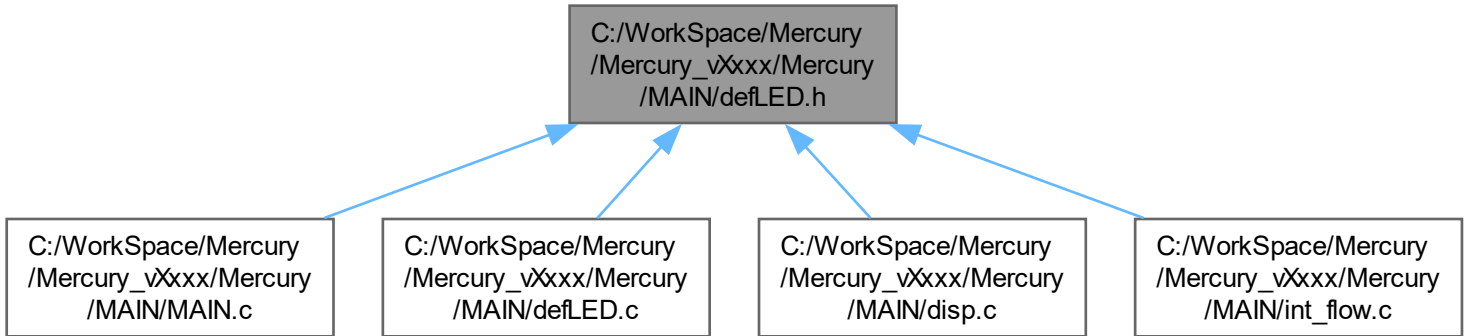 C:/WorkSpace/Mercury
/Mercury_vXxxx/Mercury
/MAIN/defLED.h
C:/WorkSpace/Mercury
/Mercury_vXxxx/Mercury
/MAIN/MAIN.c
C:/WorkSpace/Mercury
/Mercury_vXxxx/Mercury
/MAIN/defLED.c
C:/WorkSpace/Mercury
/Mercury_vXxxx/Mercury
/MAIN/disp.c
C:/WorkSpace/Mercury
/Mercury_vXxxx/Mercury
/MAIN/int_flow.c